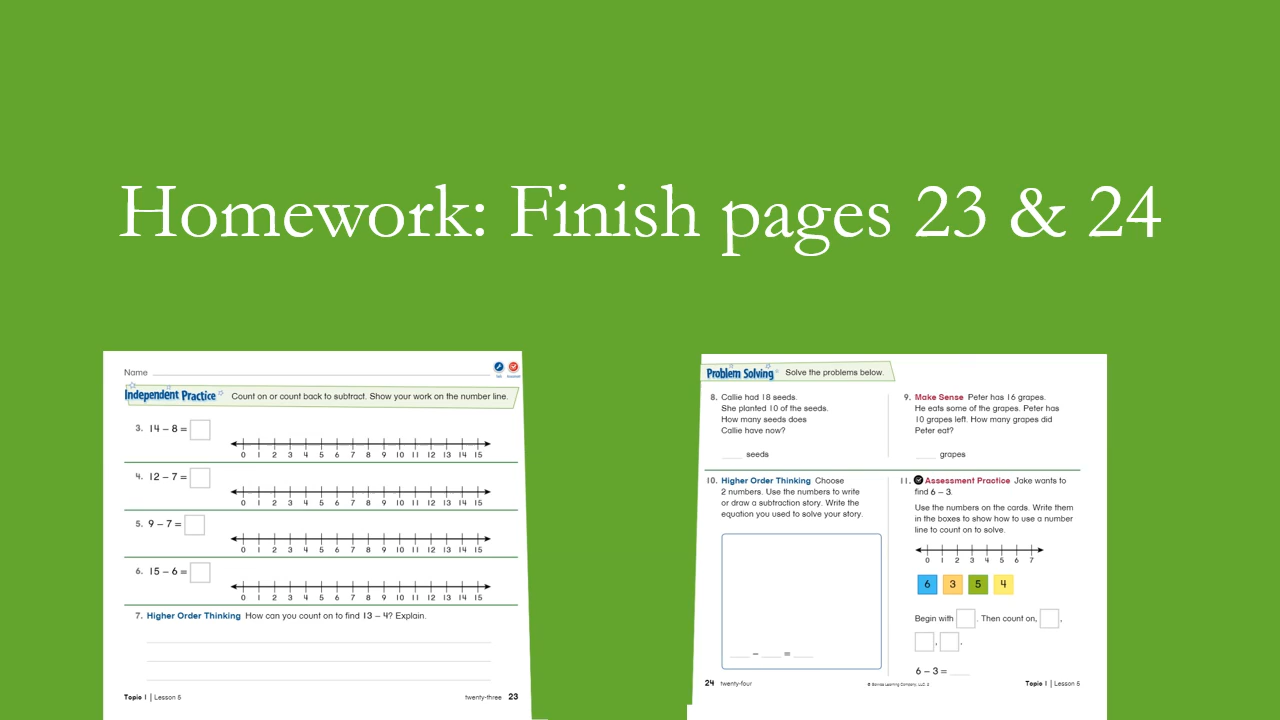 Homework: Finish pages 23 & 24
Name
Independent Practice Count on or count back to subtract. Show your work on the number line.
3. 14 – 8 =
0 1 2 3 4 5 6 7 8 9 10 11 12 13 14 15
4. 12 – 7 =
0 1 2 3 4 5 6 7 8 9 10 11 12 13 14 15
5. 9 – 7 =
0 1 2 3 4 5 6 7 8 9 10 11 12 13 14 15
6. 15 – 6 =
0 1 2 3 4 5 6 7 8 9 10 11 12 13 14 15
7. Higher Order Thinking How can you count on to find 13 – 4? Explain.
Topic 1 | Lesson 5
twenty-three 23
Problem Solving Solve the problems below.
8. Callie had 18 seeds.
She planted 10 of the seeds.
How many seeds does
Callie have now?
seeds
9. Make Sense Peter has 16 grapes.
He eats some of the grapes. Peter has
10 grapes left. How many grapes did
Peter eat?
grapes
10. Higher Order Thinking Choose
2 numbers. Use the numbers to write
or draw a subtraction story. Write the
equation you used to solve your story.
– =
11. Assessment Practice Jake wants to
find 6 – 3.
Use the numbers on the cards. Write them
in the boxes to show how to use a number
line to count on to solve.
0 1 2 3 4 5 6 7
6 3 5 4
Begin with . Then count on, ,
, .
6 – 3 =
24 twenty-four
Topic 1 | Lesson 5